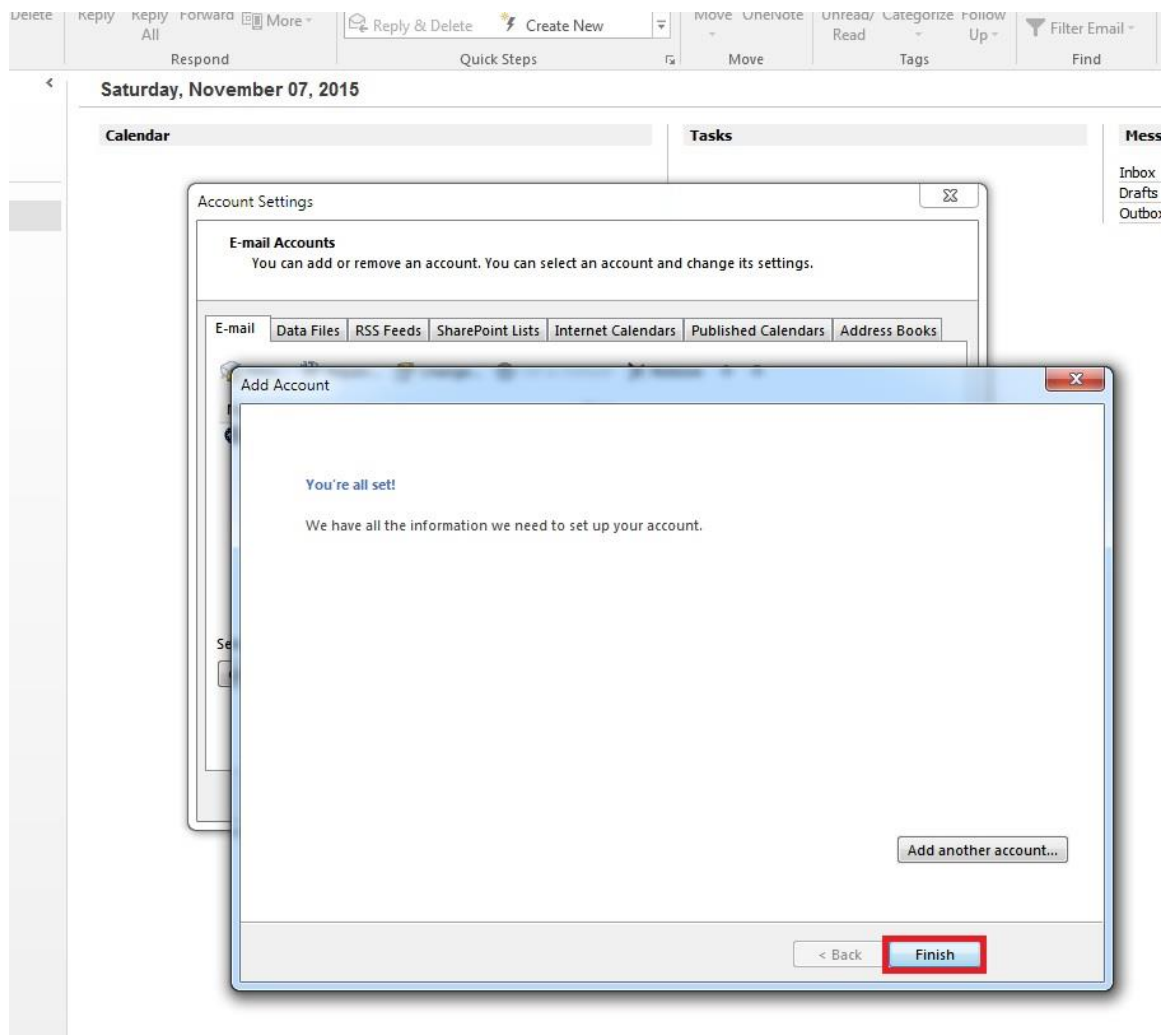 Delete Reply Reply All Forward More Reply & Delete Create New Move OneNote Unread/ Read Categorize Follow Up Filter Email
Respond Quick Steps Move Tags Find
Saturday, November 07, 2015
Calendar Tasks Mess
Inbox
Drafts
Outbox
Account Settings
E-mail Accounts
You can add or remove an account. You can select an account and change its settings.
E-mail Data Files RSS Feeds SharePoint Lists Internet Calendars Published Calendars Address Books
Add Account
You're all set!
We have all the information we need to set up your account.
Se
Add another account...
< Back Finish